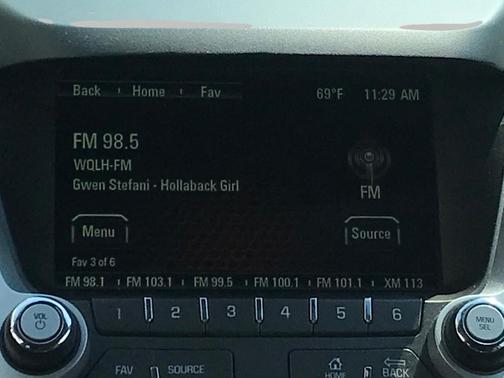 Back Home Fav 69°F 11:29 AM
FM 98.5
WQLH-FM
Gwen Stefani - Hollaback Girl
FM
Menu Source
Fav 3 of 6
FM 98.1 FM 103.1 FM 99.5 FM 100.1 FM 101.1 XM 113
1 2 3 4 5 6
VOL
MENU
SEL
FAV SOURCE HOME BACK